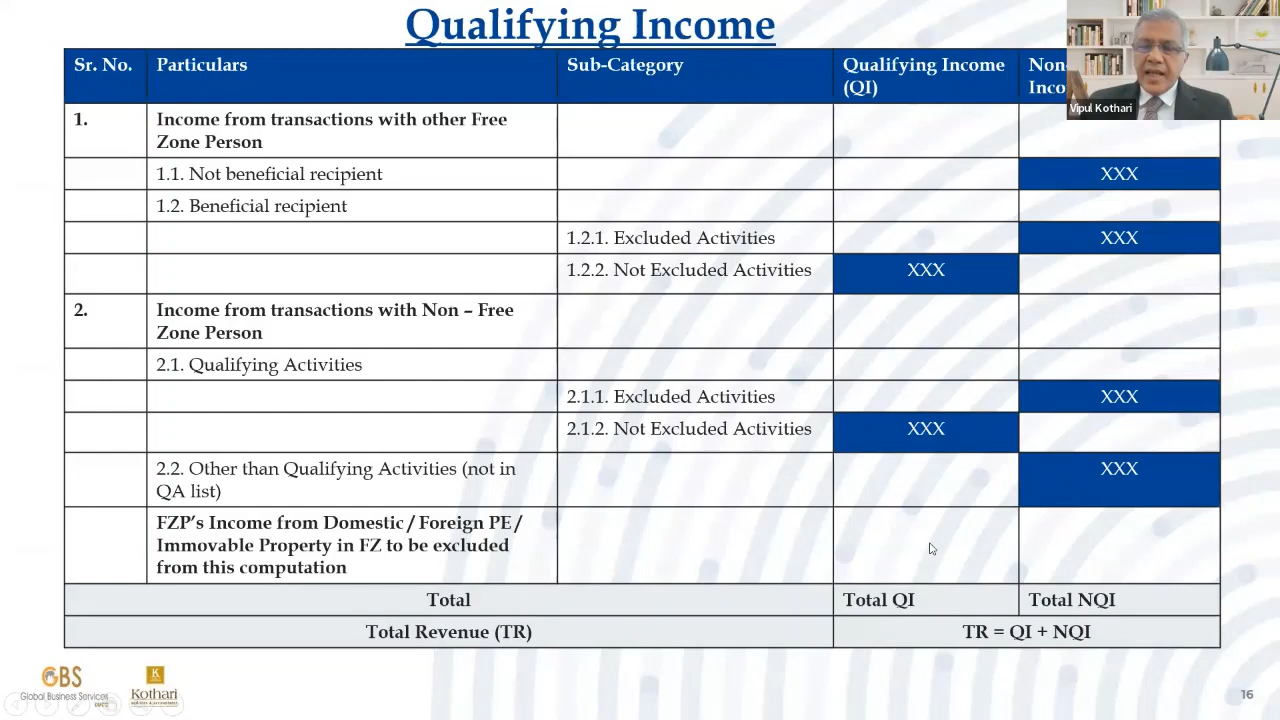 Qualifying Income
Sr. No. Particulars Sub-Category Qualifying Income Non-
(QI)
1. Income from transactions with other Free
Zone Person
1.1. Not beneficial recipient XXX
1.2. Beneficial recipient
1.2.1. Excluded Activities XXX
1.2.2. Not Excluded Activities XXX
2. Income from transactions with Non – Free
Zone Person
2.1. Qualifying Activities
2.1.1. Excluded Activities XXX
2.1.2. Not Excluded Activities XXX
2.2. Other than Qualifying Activities (not in XXX
QA list)
FZP's Income from Domestic / Foreign PE /
Immovable Property in FZ to be excluded
from this computation
Total Total QI Total NQI
Total Revenue (TR) TR = QI + NQI
Vipul Kothari
GBS
Global Business Services
K
Kothari
16